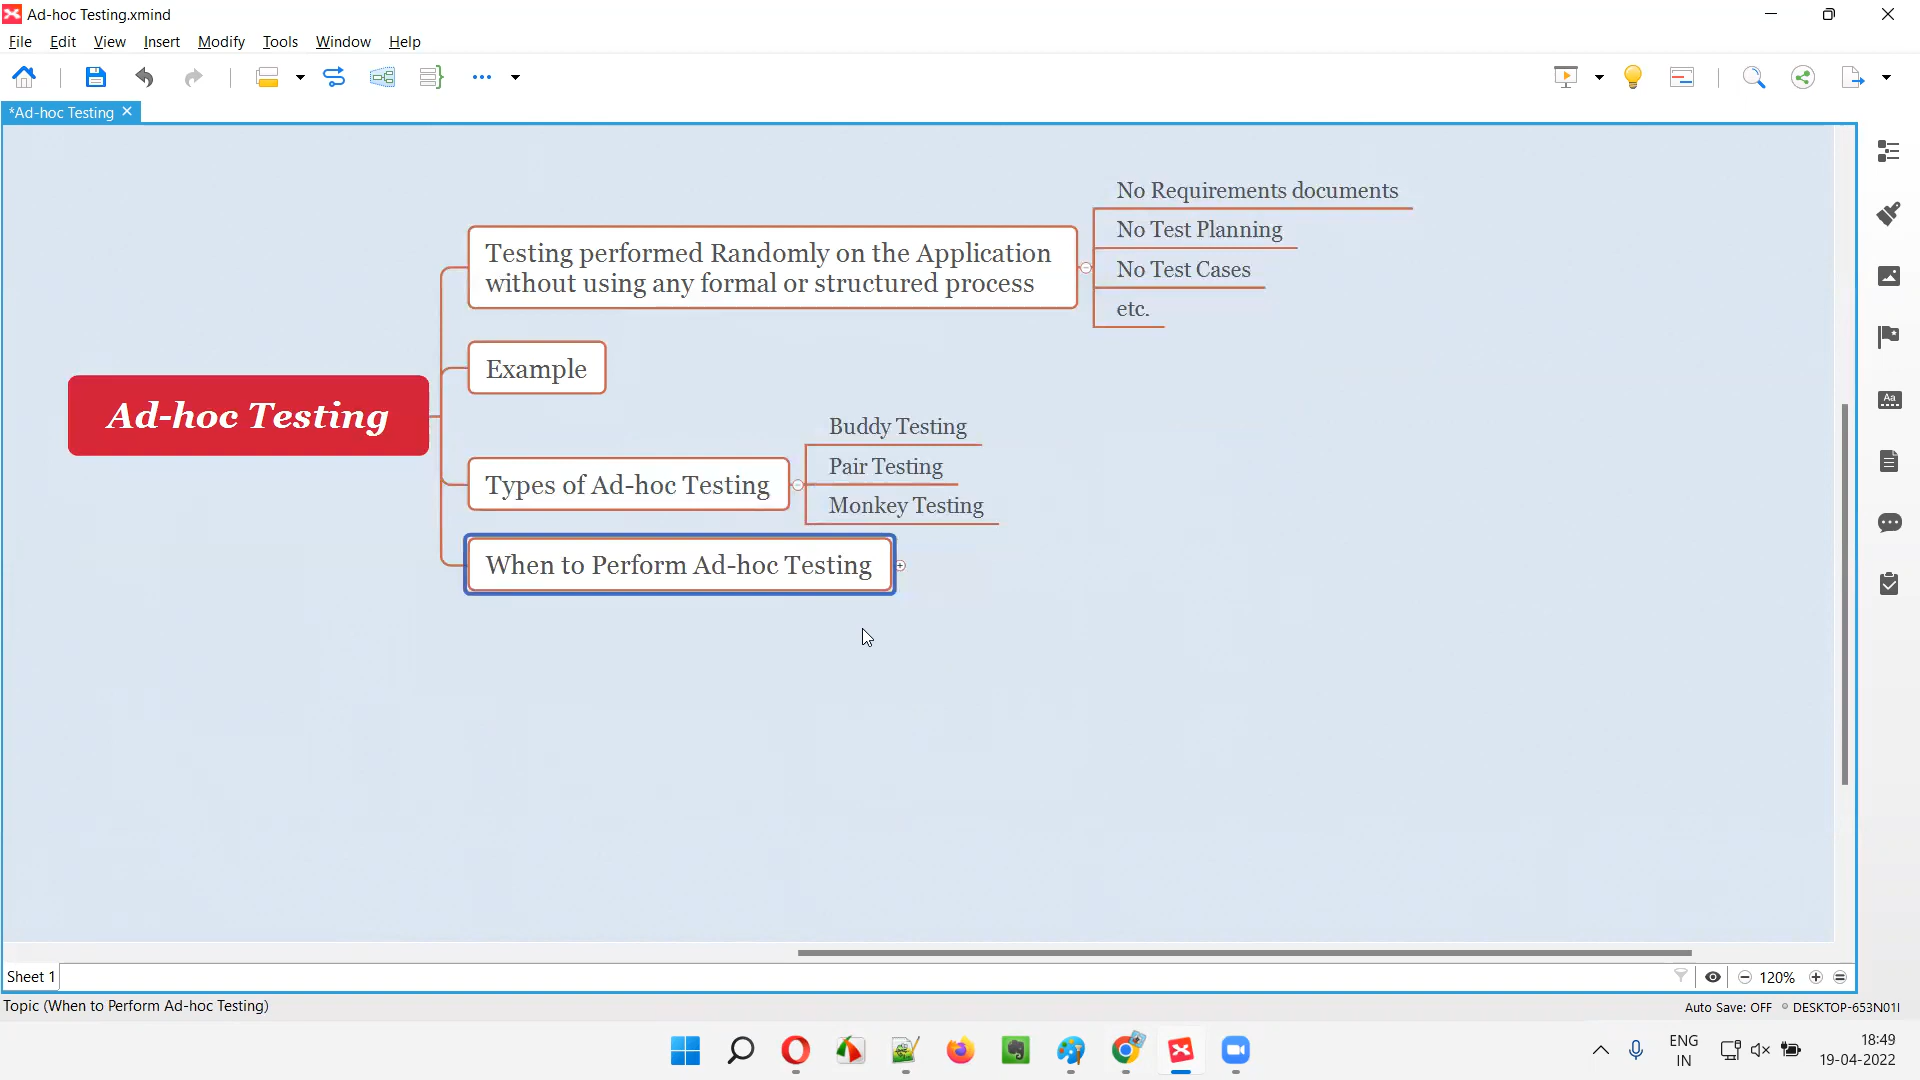 Ad-hoc Testing.xmind
File Edit View Insert Modify Tools Window Help
*Ad-hoc Testing
No Requirements documents
No Test Planning
No Test Cases
etc.
Testing performed Randomly on the Application
without using any formal or structured process
Example
Ad-hoc Testing
Buddy Testing
Pair Testing
Monkey Testing
Types of Ad-hoc Testing
When to Perform Ad-hoc Testing
Aa
Sheet 1
120%
Topic (When to Perform Ad-hoc Testing)
Auto Save: OFF
DESKTOP-653N01I
ENG
IN
18:49
19-04-2022